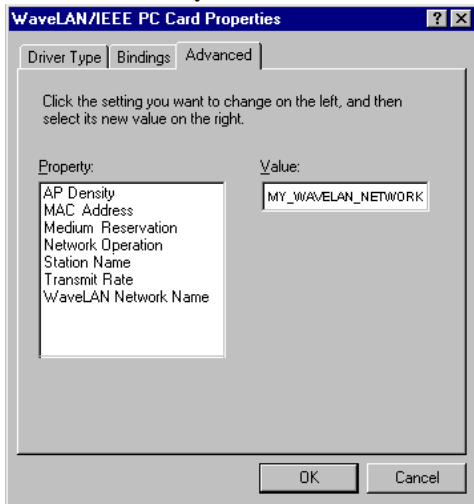 WaveLAN/IEEE PC Card Properties
Driver Type Bindings Advanced
Click the setting you want to change on the left, and then
select its new value on the right.
Property:
Value:
AP Density
MAC Address
Medium Reservation
Network Operation
Station Name
Transmit Rate
WaveLAN Network Name
MY_WAVELAN_NETWORK
OK Cancel